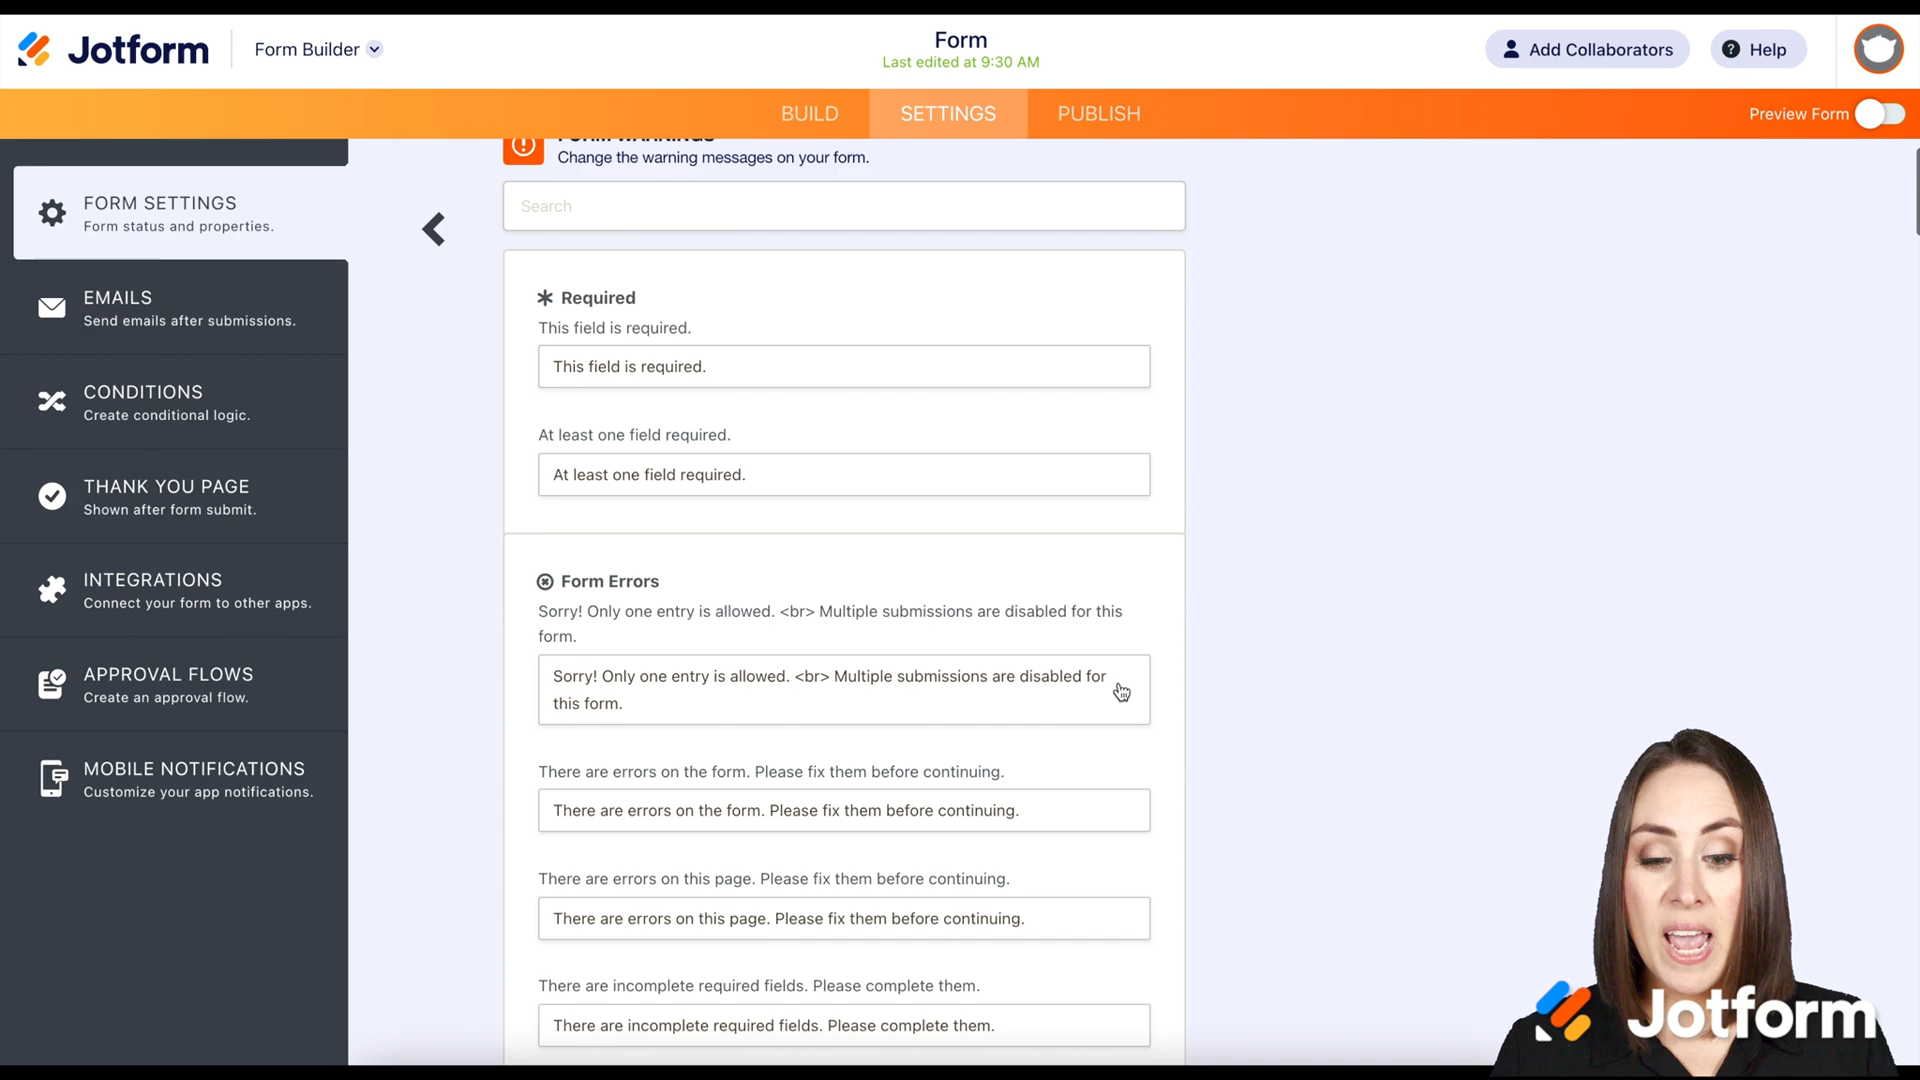 Jotform
Form Builder
Form
Last edited at 9:30 AM
Add Collaborators
Help
BUILD
SETTINGS
PUBLISH
Preview Form
FORM SETTINGS
Form status and properties.
EMAILS
Send emails after submissions.
CONDITIONS
Create conditional logic.
THANK YOU PAGE
Shown after form submit.
INTEGRATIONS
Connect your form to other apps.
APPROVAL FLOWS
Create an approval flow.
MOBILE NOTIFICATIONS
Customize your app notifications.
FORM WARNINGS
Change the warning messages on your form.
Search
Required
This field is required.
This field is required.
At least one field required.
At least one field required.
Form Errors
Sorry! Only one entry is allowed. <br> Multiple submissions are disabled for this
form.
Sorry! Only one entry is allowed. <br> Multiple submissions are disabled for
this form.
There are errors on the form. Please fix them before continuing.
There are errors on the form. Please fix them before continuing.
There are errors on this page. Please fix them before continuing.
There are errors on this page. Please fix them before continuing.
There are incomplete required fields. Please complete them.
There are incomplete required fields. Please complete them.
Jotform